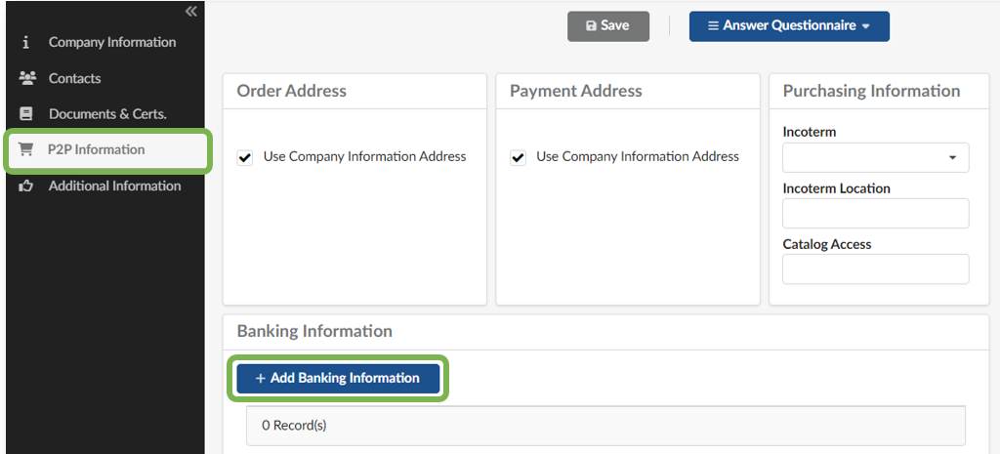 Company Information
Contacts
Documents & Certs.
P2P Information
Additional Information
Save
Answer Questionnaire
Order Address
Use Company Information Address
Payment Address
Use Company Information Address
Purchasing Information
Incoterm
Incoterm Location
Catalog Access
Banking Information
+ Add Banking Information
0 Record(s)